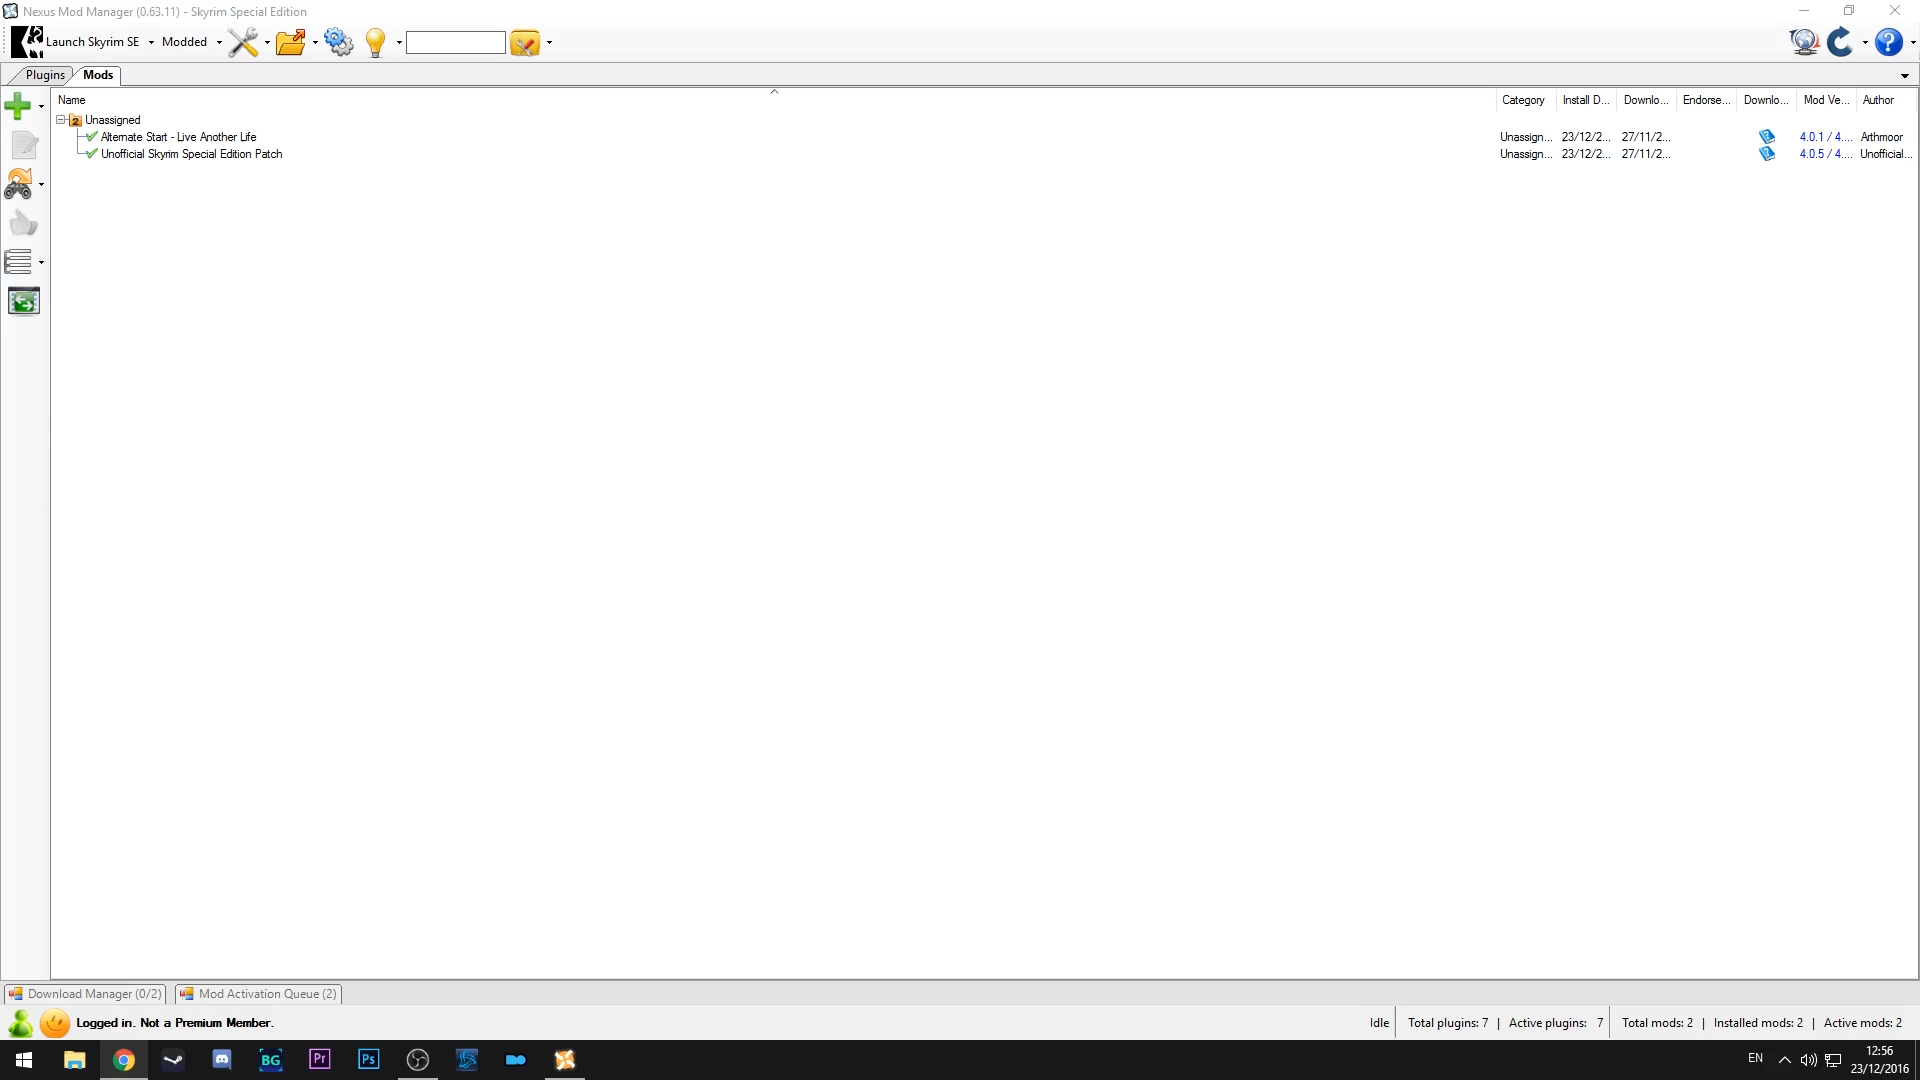 Nexus Mod Manager (0.63.11) - Skyrim Special Edition
Launch Skyrim SE Modded
Plugins Mods
Name Category Install D... Downlo... Endorse... Downlo... Mod Ve... Author
2 Unassigned
Alternate Start - Live Another Life Unassign... 23/12/2... 27/11/2... 4.0.1 / 4.... Arthmoor
Unofficial Skyrim Special Edition Patch Unassign... 23/12/2... 27/11/2... 4.0.5 / 4.... Unofficial...
Download Manager (0/2) Mod Activation Queue (2)
Logged in. Not a Premium Member. Idle Total plugins: 7 | Active plugins: 7 Total mods: 2 | Installed mods: 2 | Active mods: 2
BG Pr Ps EN 12:56
23/12/2016